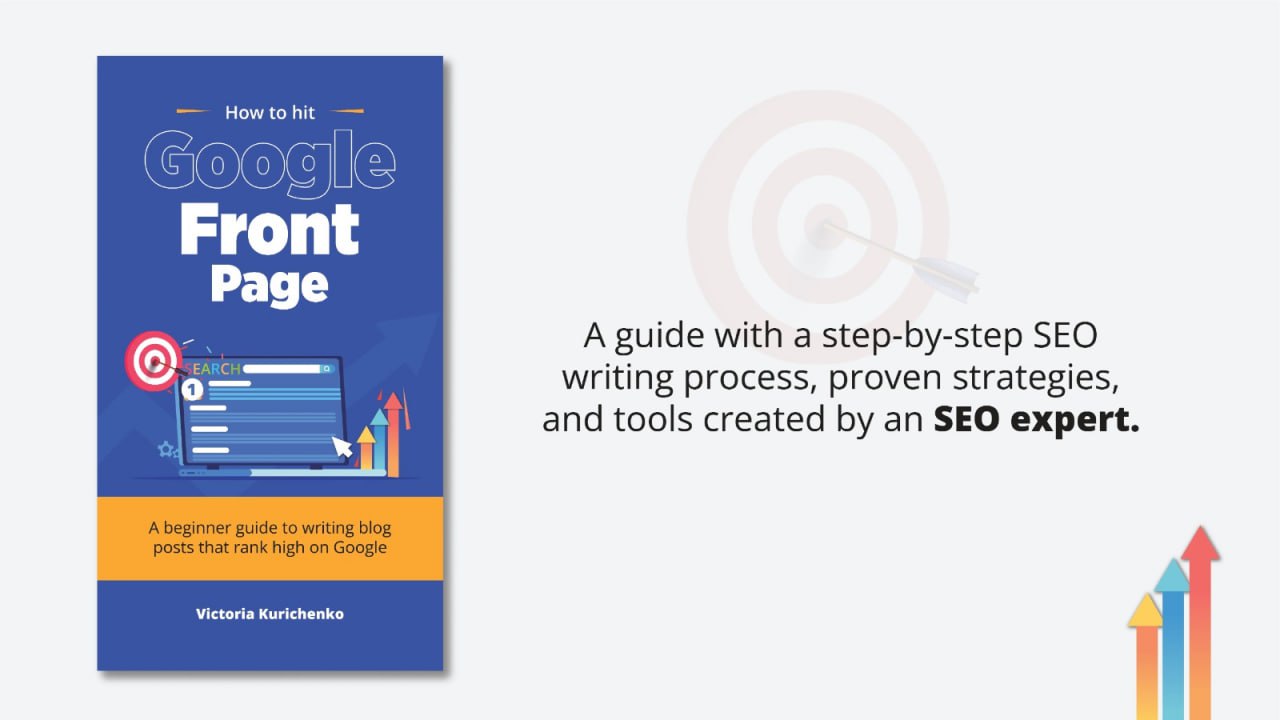 How to hit
Google
Front
Page
SEARCH
1
A beginner guide to writing blog
posts that rank high on Google
Victoria Kurichenko
A guide with a step-by-step SEO
writing process, proven strategies,
and tools created by an SEO expert.